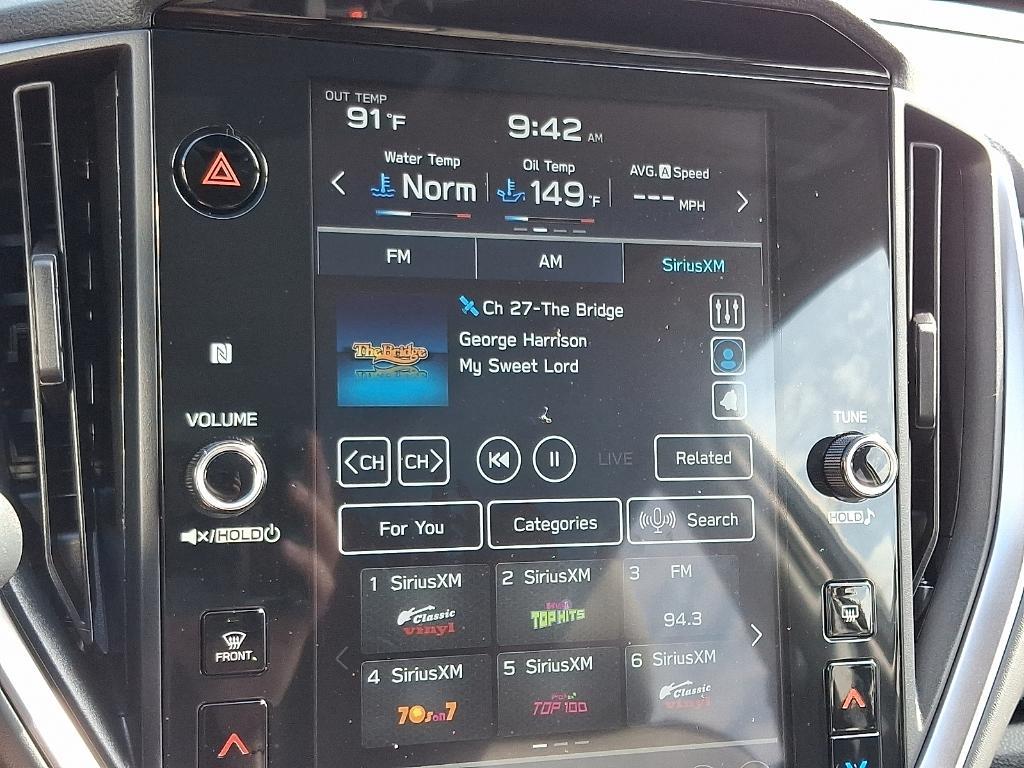 OUT TEMP
91°F
9:42 AM
Water Temp
Norm
Oil Temp
149°F
AVG. A Speed
--- MPH
FM
AM
SiriusXM
The Bridge
Ch 27-The Bridge
George Harrison
My Sweet Lord
VOLUME
TUNE
<CH
CH>
LIVE
Related
/HOLD
HOLD
For You
Categories
Search
1 SiriusXM
Classic
vinyl
2 SiriusXM
TOPHITS
3 FM
94.3
4 SiriusXM
70s on 7
5 SiriusXM
TOP 100
6 SiriusXM
Classic
vinyl
FRONT